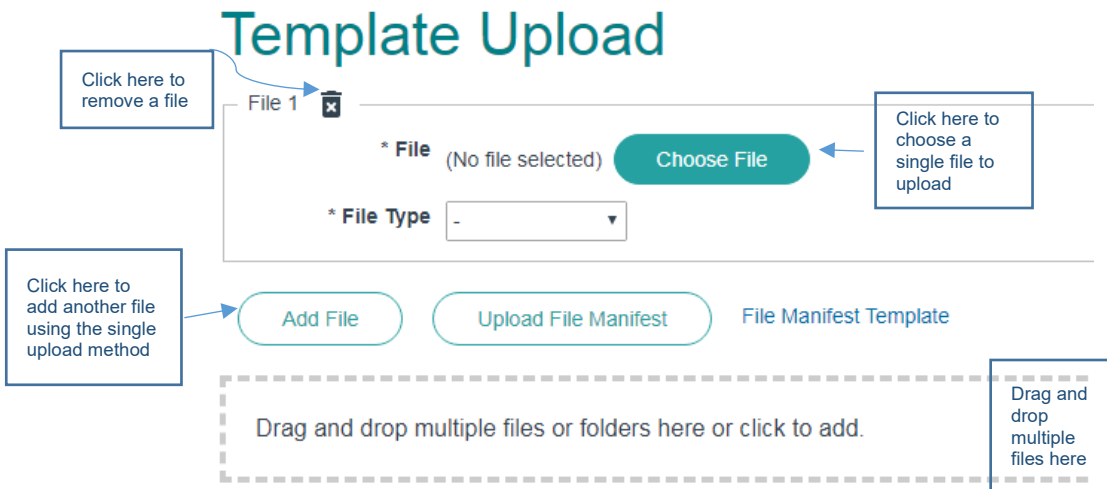 Template Upload
Click here to
remove a file
File 1
* File
(No file selected)
Choose File
Click here to
choose a
single file to
upload
* File Type
-
Click here to
add another file
using the single
upload method
Add File
Upload File Manifest
File Manifest Template
Drag and drop multiple files or folders here or click to add.
Drag and
drop
multiple
files here